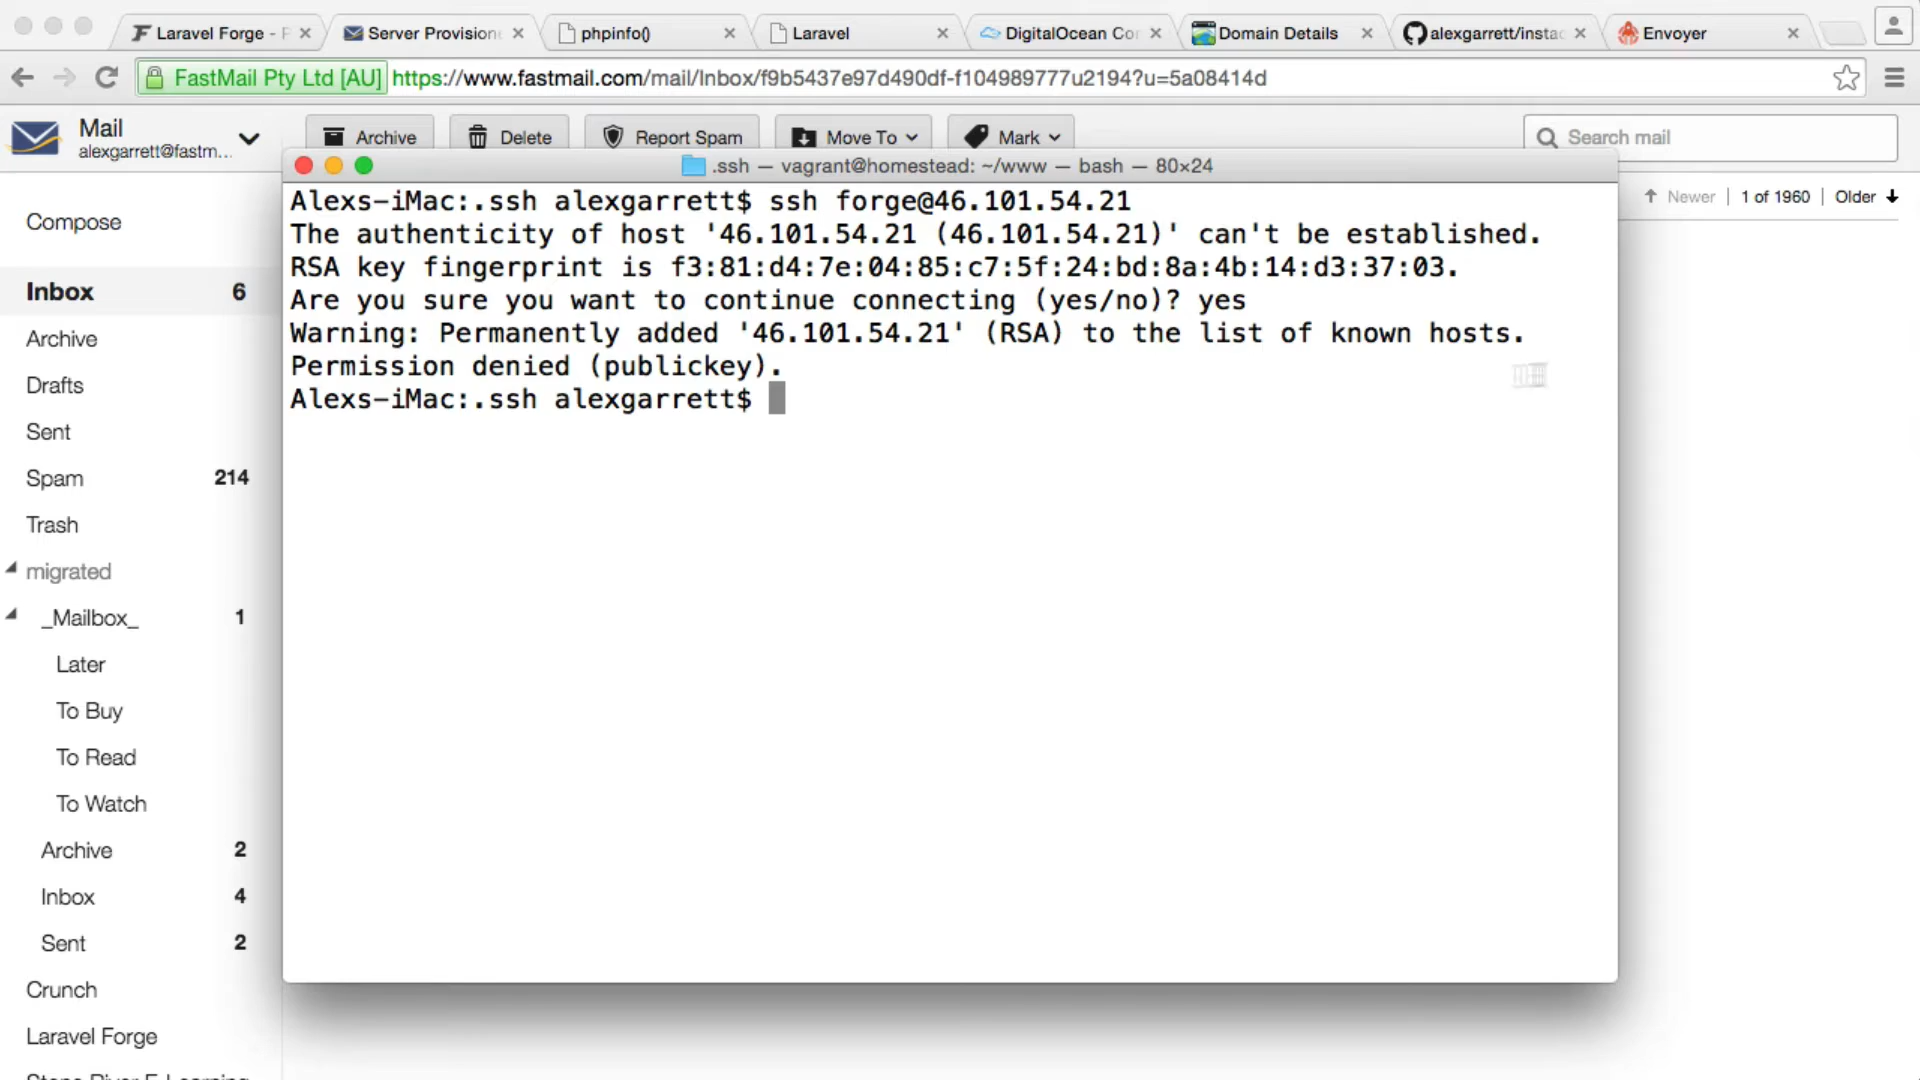 Laravel Forge - P
Server Provision
phpinfo()
Laravel
DigitalOcean Co
Domain Details
alexgarrett/insta
Envoyer
FastMail Pty Ltd [AU] https://www.fastmail.com/mail/Inbox/f9b5437e97d490df-f104989777u2194?u=5a08414d
Mail
alexgarrett@fastm...
Archive
Delete
Report Spam
Move To
Mark
Search mail
.ssh — vagrant@homestead: ~/www — bash — 80×24
Newer 1 of 1960 Older
Compose
Inbox 6
Archive
Drafts
Sent
Spam 214
Trash
migrated
_Mailbox_ 1
Later
To Buy
To Read
To Watch
Archive 2
Inbox 4
Sent 2
Crunch
Laravel Forge
Alexs-iMac:.ssh alexgarrett$ ssh forge@46.101.54.21
The authenticity of host '46.101.54.21 (46.101.54.21)' can't be established.
RSA key fingerprint is f3:81:d4:7e:04:85:c7:5f:24:bd:8a:4b:14:d3:37:03.
Are you sure you want to continue connecting (yes/no)? yes
Warning: Permanently added '46.101.54.21' (RSA) to the list of known hosts.
Permission denied (publickey).
Alexs-iMac:.ssh alexgarrett$